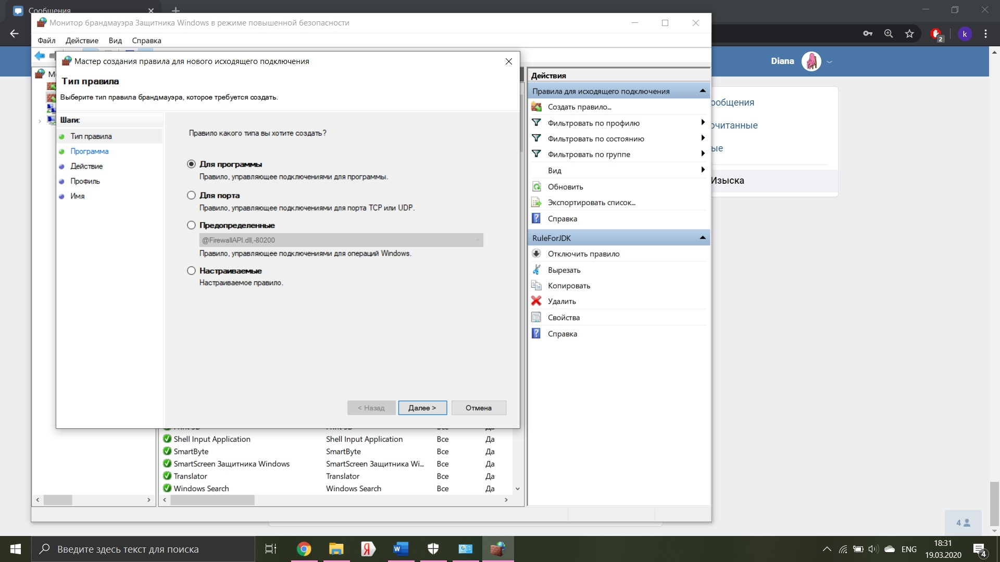 Сообщения
Монитор брандмауэра Защитника Windows в режиме повышенной безопасности
Файл Действие Вид Справка
2
k
Diana
Мастер создания правила для нового исходящего подключения
Тип правила
Выберите тип правила брандмауэра, которое требуется создать.
Шаги:
Тип правила
Программа
Действие
Профиль
Имя
Правило какого типа вы хотите создать?
Для программы
Правило, управляющее подключениями для программы.
Для порта
Правило, управляющее подключениями для порта TCP или UDP.
Предопределенные
@FirewallAPI.dll,-80200
Правило, управляющее подключениями для операций Windows.
Настраиваемые
Настраиваемое правило.
< Назад Далее > Отмена
Shell Input Application Shell Input Application Все Да
SmartByte SmartByte Все Да
SmartScreen Защитника Windows SmartScreen Защитника Wi... Все Да
Translator Translator Все Да
Windows Search Windows Search Все Да
Действия
Правила для исходящего подключения
Создать правило...
Фильтровать по профилю
Фильтровать по состоянию
Фильтровать по группе
Вид
Обновить
Экспортировать список...
Справка
RuleForJDK
Отключить правило
Вырезать
Копировать
Удалить
Свойства
Справка
ообщения
очитанные
ые
Изыска
4
Введите здесь текст для поиска
ENG
18:31
19.03.2020
4